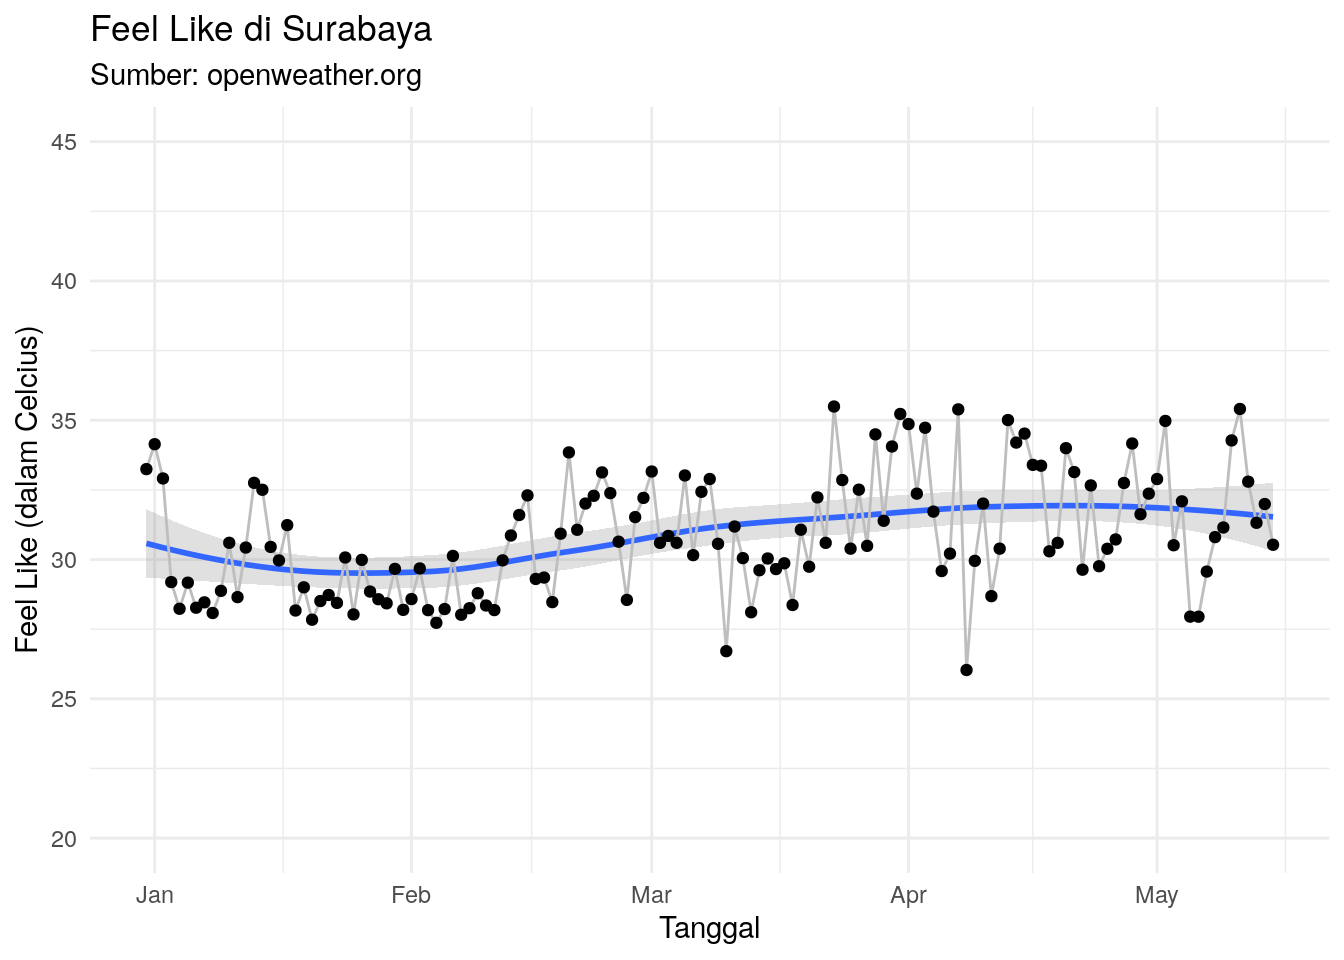 Feel Like di Surabaya
Sumber: openweather.org
Feel Like (dalam Celcius)
45
40
35
30
25
20
Jan Feb Mar Apr May
Tanggal